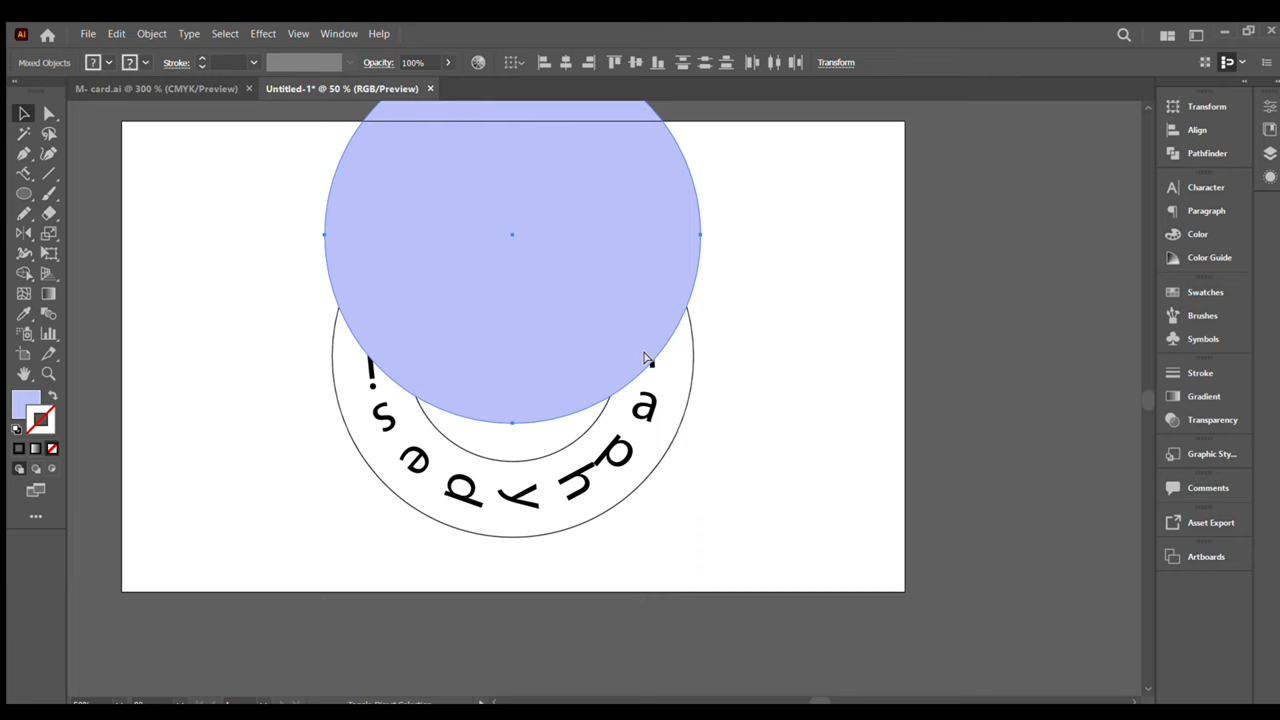 Ai File Edit Object Type Select Effect View Window Help
Mixed Objects ? ? Stroke: Opacity: 100% Transform
M- card.ai @ 300 % (CMYK/Preview) × Untitled-1* @ 50 % (RGB/Preview) ×
Transform
Align
Pathfinder
Character
Paragraph
Color
Color Guide
Swatches
Brushes
Symbols
Stroke
Gradient
Transparency
Graphic Sty...
Comments
Asset Export
Artboards